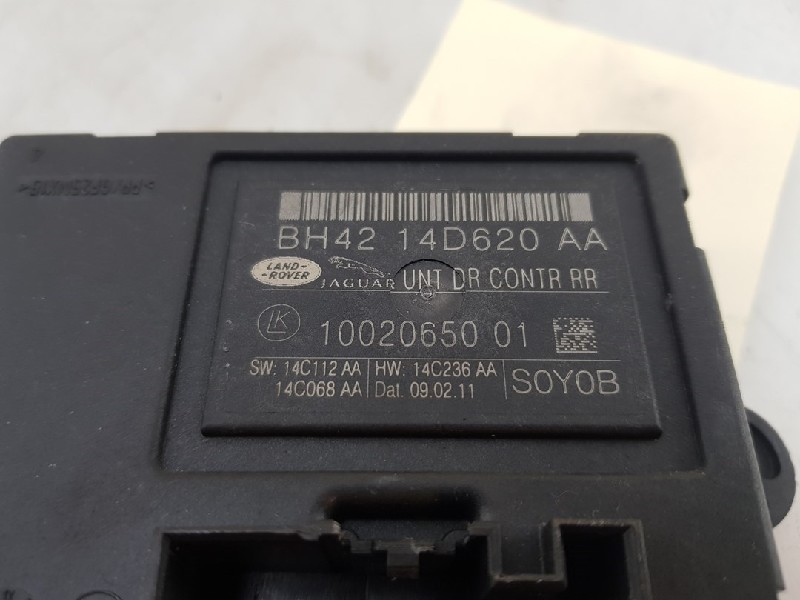 BH42 14D620 AA
LAND-
ROVER
JAGUAR
UNT DR CONTR RR
LK
10020650 01
SW: 14C112 AA
14C068 AA
HW: 14C236 AA
Dat. 09.02.11
S0Y0B